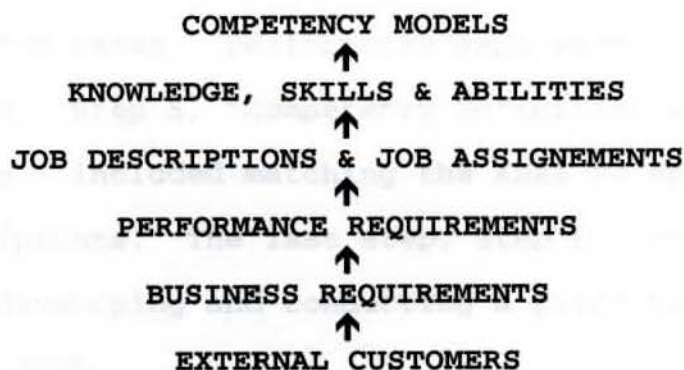 COMPETENCY MODELS
KNOWLEDGE, SKILLS & ABILITIES
JOB DESCRIPTIONS & JOB ASSIGNEMENTS
PERFORMANCE REQUIREMENTS
BUSINESS REQUIREMENTS
EXTERNAL CUSTOMERS